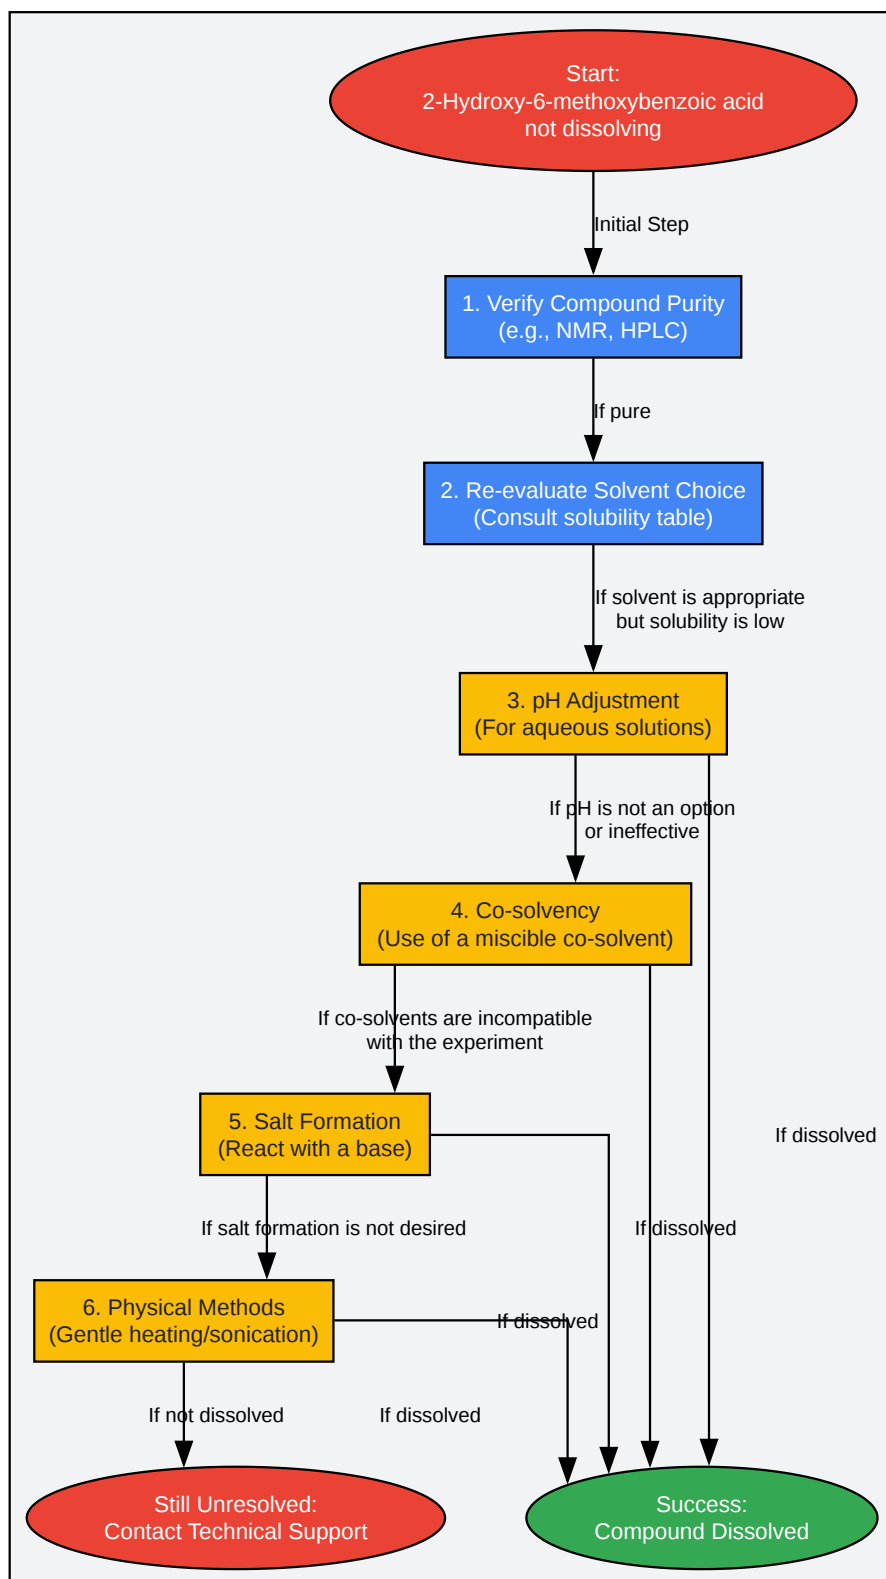 Start:
2-Hydroxy-6-methoxybenzoic acid
not dissolving
Initial Step
1. Verify Compound Purity
(e.g., NMR, HPLC)
If pure
2. Re-evaluate Solvent Choice
(Consult solubility table)
If solvent is appropriate
but solubility is low
3. pH Adjustment
(For aqueous solutions)
If pH is not an option
or ineffective
4. Co-solvency
(Use of a miscible co-solvent)
If co-solvents are incompatible
with the experiment
5. Salt Formation
(React with a base)
If dissolved
If salt formation is not desired
If dissolved
6. Physical Methods
(Gentle heating/sonication)
If dissolved
If not dissolved
If dissolved
Still Unresolved:
Contact Technical Support
Success:
Compound Dissolved